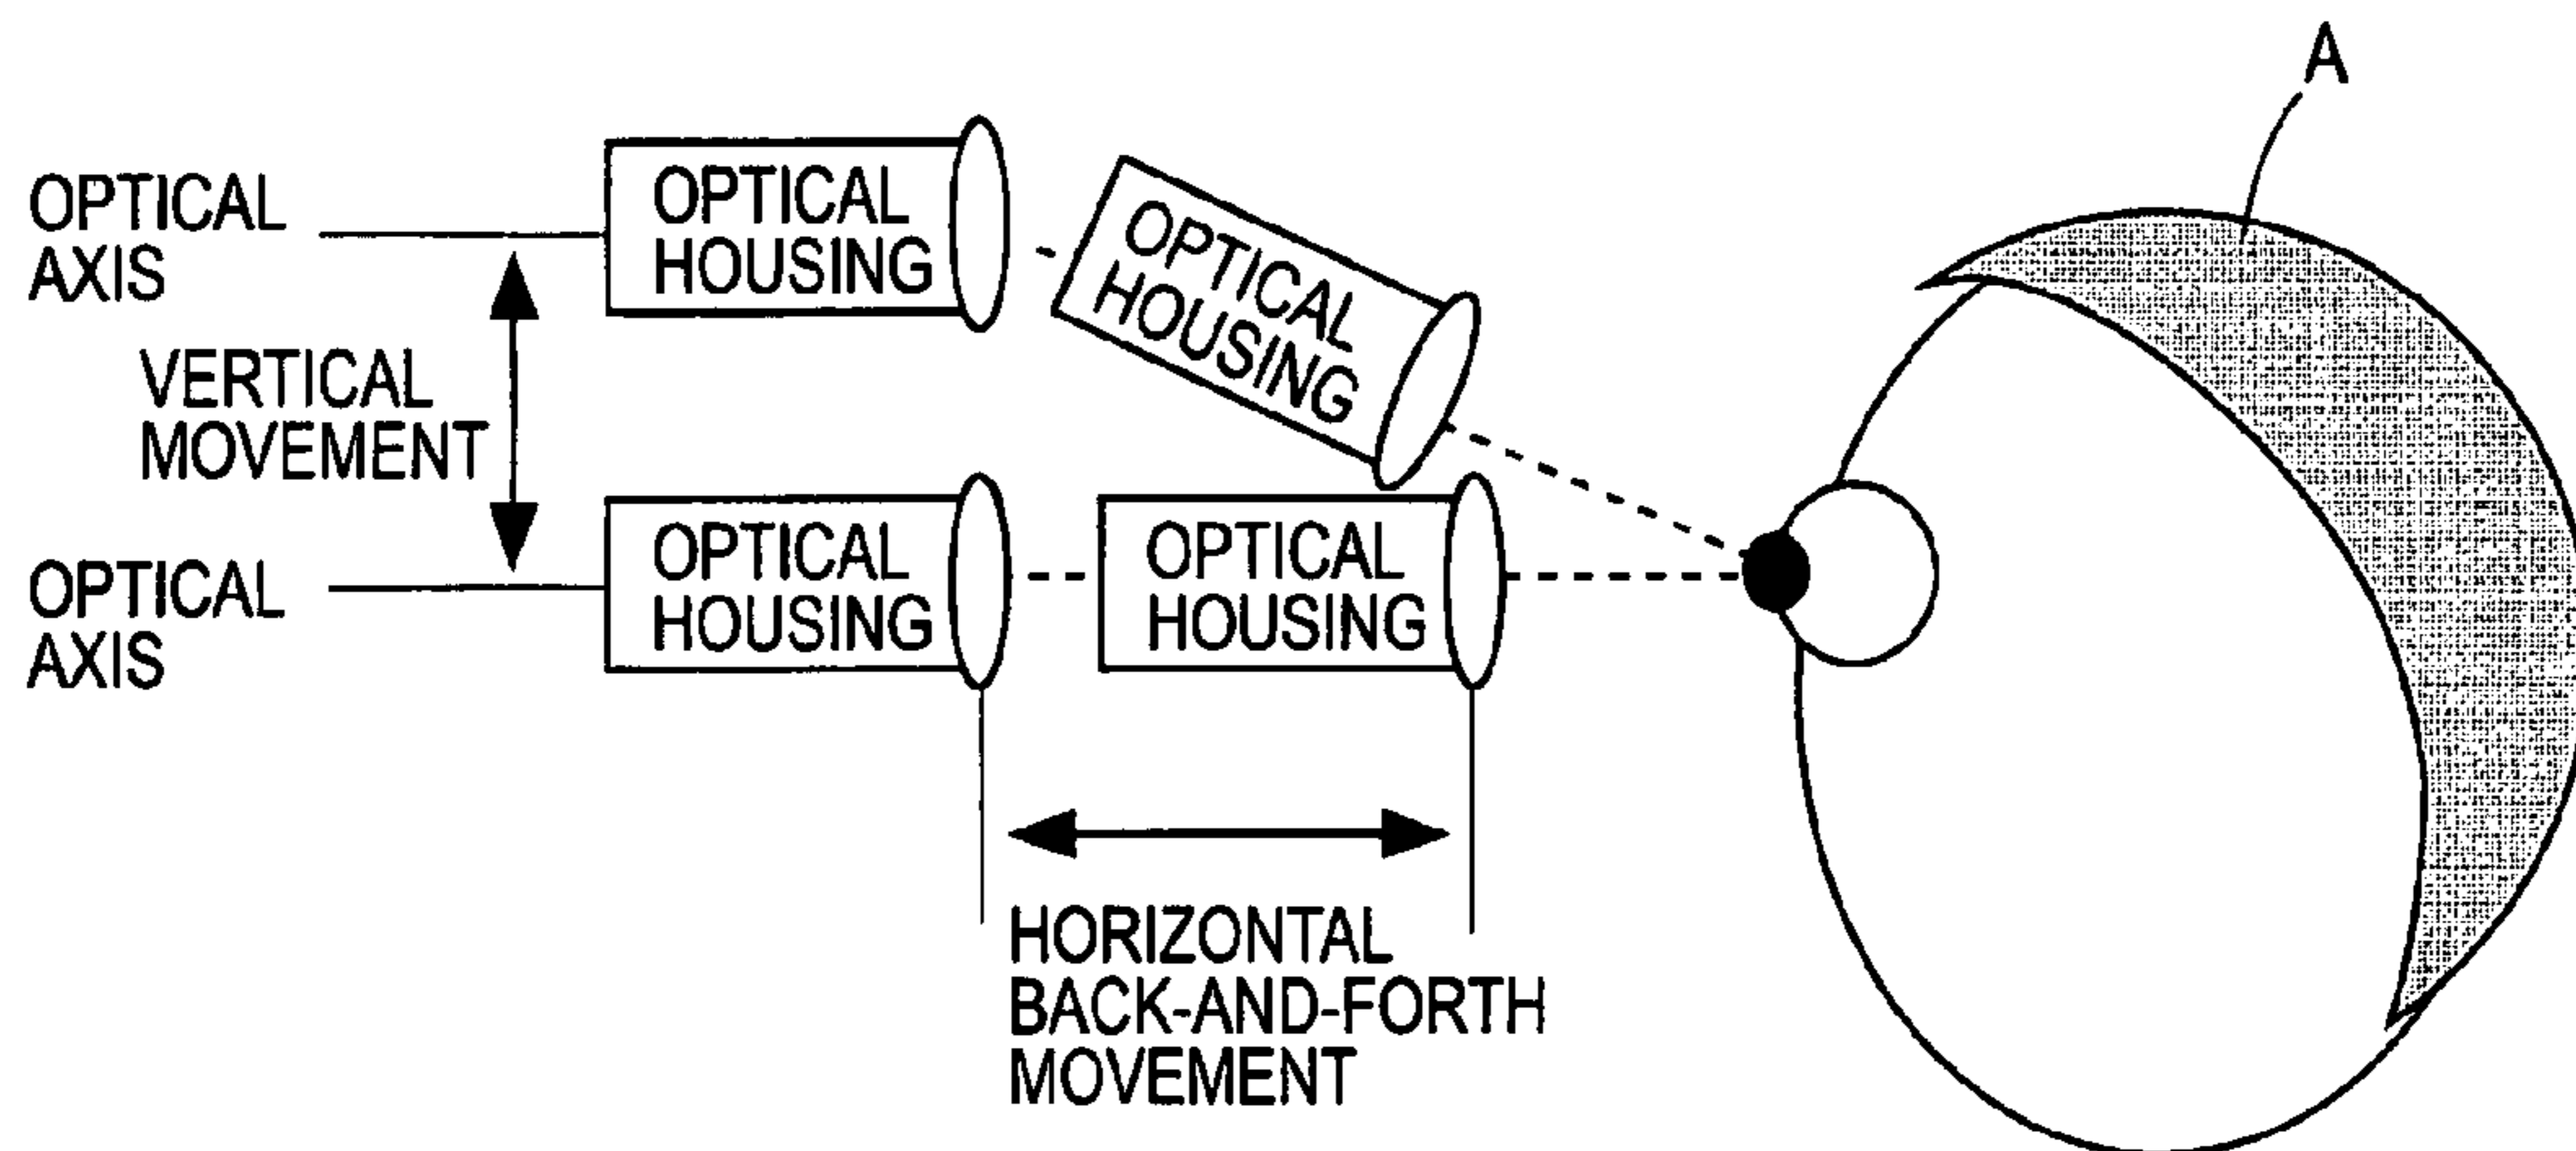 A
OPTICAL
AXIS
OPTICAL
HOUSING
OPTICAL
HOUSING
VERTICAL
MOVEMENT
OPTICAL
AXIS
OPTICAL
HOUSING
OPTICAL
HOUSING
HORIZONTAL
BACK-AND-FORTH
MOVEMENT